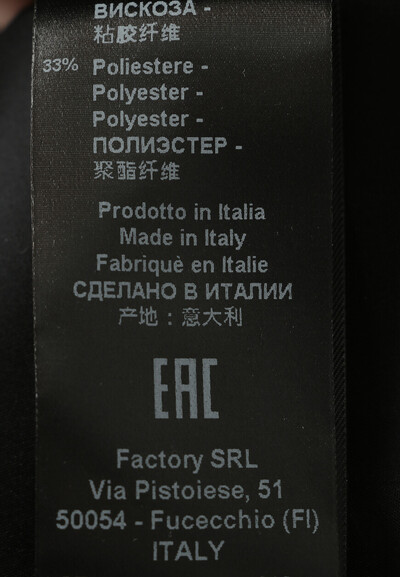 ВИСКОЗА -
粘胶纤维
33% Poliestere -
Polyester -
Polyester -
ПОЛИЭСТЕР -
聚酯纤维
Prodotto in Italia
Made in Italy
Fabriquè en Italie
СДЕЛАНО В ИТАЛИИ
产地：意大利
EAC
Factory SRL
Via Pistoiese, 51
50054 - Fucecchio (FI)
ITALY